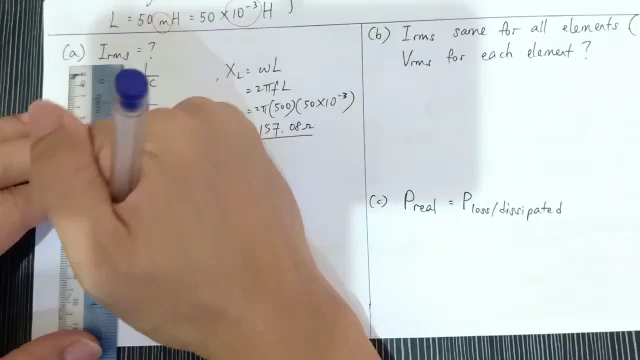 L = 50 mH = 50 × 10⁻³ H
(a) Irms = ?
XL = ωL
= 2πfL
= 2π(500)(50×10⁻³)
157.08Ω
(b) Irms same for all elements (
Vrms for each element ?
(c) Preal = Ploss/dissipated